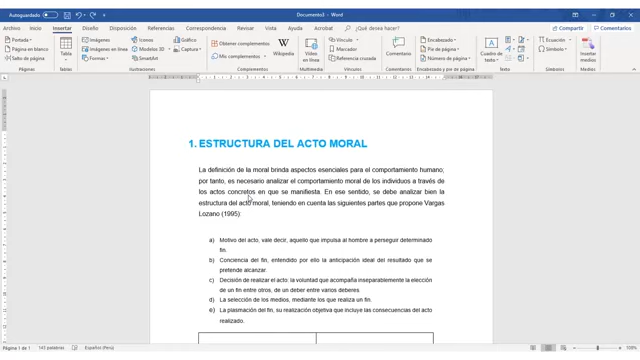 Autoguardado
Documento3 - Word
Archivo Inicio Insertar Diseño Disposición Referencias Correspondencia Revisar Vista Ayuda ¿Qué desea hacer? Compartir Comentarios
Portada
Página en blanco
Salto de página
Páginas
Tabla
Tablas
Imágenes
Imágenes en línea
Formas
Iconos
Modelos 3D
SmartArt
Gráfico
Captura
Ilustraciones
Obtener complementos
Mis complementos
Wikipedia
Complementos
Vídeo en línea
Multimedia
Vínculo
Marcador
Referencia cruzada
Vínculos
Comentario
Comentarios
Encabezado
Pie de página
Número de página
Encabezado y pie de página
Cuadro de texto
Texto
Ecuación
Símbolo
Símbolos
Insertar medios
Medios
1. ESTRUCTURA DEL ACTO MORAL
La definición de la moral brinda aspectos esenciales para el comportamiento humano;
por tanto, es necesario analizar el comportamiento moral de los individuos a través de
los actos concretos en que se manifiesta. En ese sentido, se debe analizar bien la
estructura del acto moral, teniendo en cuenta las siguientes partes que propone Vargas
Lozano (1995):
a) Motivo del acto, vale decir, aquello que impulsa al hombre a perseguir determinado
fin.
b) Conciencia del fin, entendido por ello la anticipación ideal del resultado que se
pretende alcanzar.
c) Decisión de realizar el acto: la voluntad que acompaña inseparablemente la elección
de un fin entre otros, de un deber entre varios deberes.
d) La selección de los medios, mediante los que realiza un fin.
e) La plasmación del fin, su realización objetiva que incluye las consecuencias del acto
realizado.
Página 1 de 1 143 palabras Español (Perú) 100%